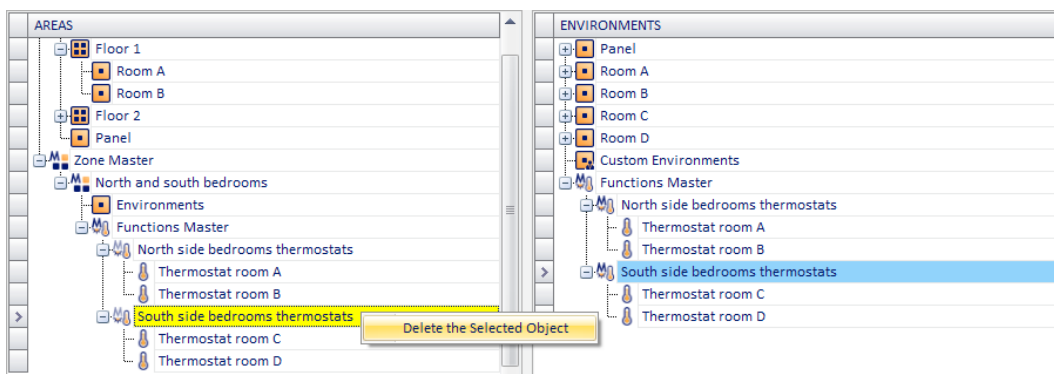 AREAS
Floor 1
Room A
Room B
Floor 2
Panel
Zone Master
North and south bedrooms
Environments
Functions Master
North side bedrooms thermostats
Thermostat room A
Thermostat room B
South side bedrooms thermostats
Delete the Selected Object
Thermostat room C
Thermostat room D
ENVIRONMENTS
Panel
Room A
Room B
Room C
Room D
Custom Environments
Functions Master
North side bedrooms thermostats
Thermostat room A
Thermostat room B
South side bedrooms thermostats
Thermostat room C
Thermostat room D